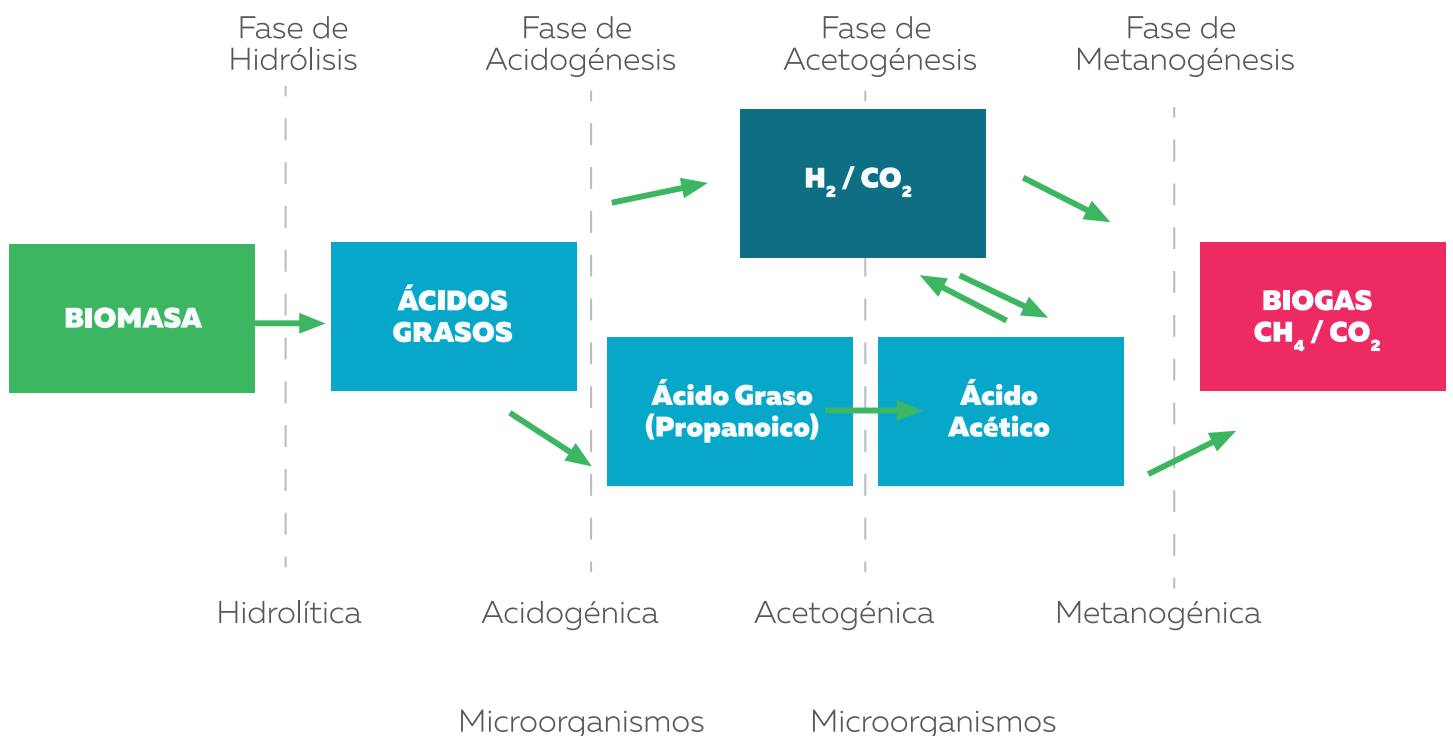 Fase de
Hidrólisis
Fase de
Acidogénesis
Fase de
Acetogénesis
Fase de
Metanogénesis
H₂ / CO₂
BIOMASA
ÁCIDOS
GRASOS
BIOGAS
CH₄ / CO₂
Ácido Graso
(Propanoico)
Ácido
Acético
Hidrolítica
Acidogénica
Acetogénica
Metanogénica
Microorganismos
Microorganismos